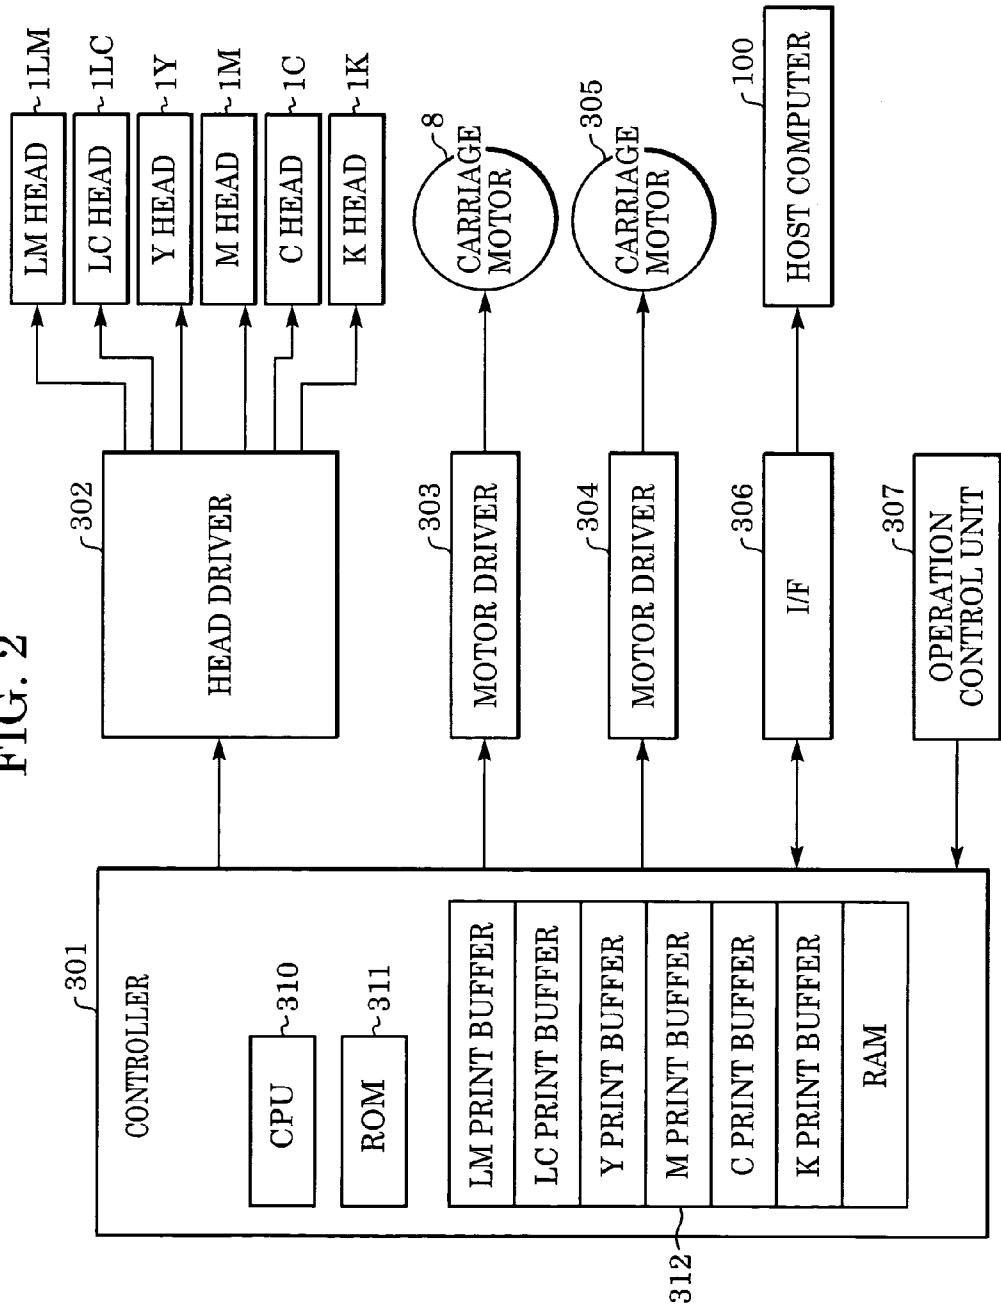 FIG. 2
301
CONTROLLER
CPU
310
ROM
311
LM PRINT BUFFER
LC PRINT BUFFER
Y PRINT BUFFER
M PRINT BUFFER
C PRINT BUFFER
K PRINT BUFFER
RAM
312
302
HEAD DRIVER
303
MOTOR DRIVER
304
MOTOR DRIVER
306
I/F
307
OPERATION
CONTROL UNIT
LM HEAD
1LM
LC HEAD
1LC
Y HEAD
1Y
M HEAD
1M
C HEAD
1C
K HEAD
1K
8
CARRIAGE
MOTOR
305
CARRIAGE
MOTOR
100
HOST COMPUTER